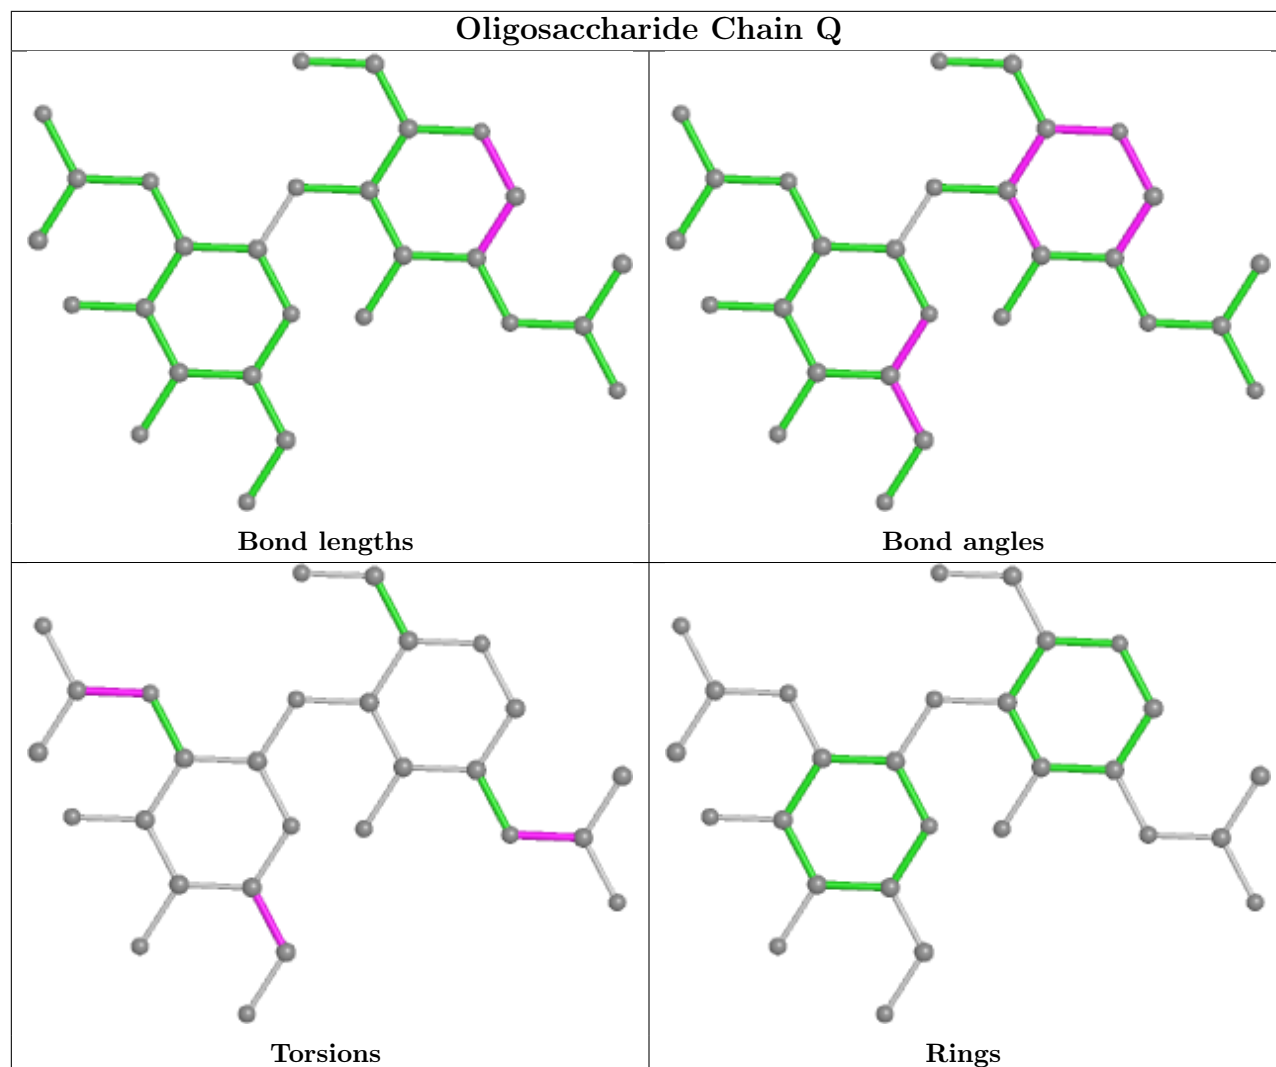 Oligosaccharide Chain Q
Bond lengths
Bond angles
Torsions
Rings